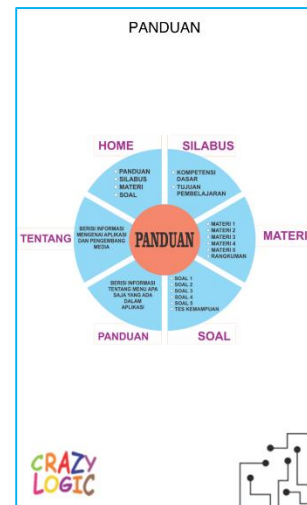 PANDUAN
HOME
PANDUAN
SILABUS
MATERI
SOAL
SILABUS
KOMPETENSI
DASAR
TUJUAN
PEMBELAJARAN
MATERI
MATERI 1
MATERI 2
MATERI 3
MATERI 4
MATERI 5
RANGKUMAN
SOAL
SOAL 1
SOAL 2
SOAL 3
SOAL 4
SOAL 5
TES KEMAMPUAN
PANDUAN
BERISI INFORMASI
TENTANG MENU APA
SAJA YANG ADA
DALAM
APLIKASI
TENTANG
BERISI INFORMASI
MENGENAI APLIKASI
DAN PENGEMBANG
MEDIA
PANDUAN
CRAZY
LOGIC